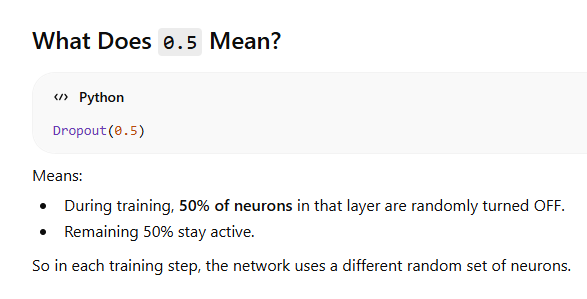 What Does 0.5 Mean?
</> Python
Dropout(0.5)
Means:
• During training, 50% of neurons in that layer are randomly turned OFF.
• Remaining 50% stay active.
So in each training step, the network uses a different random set of neurons.